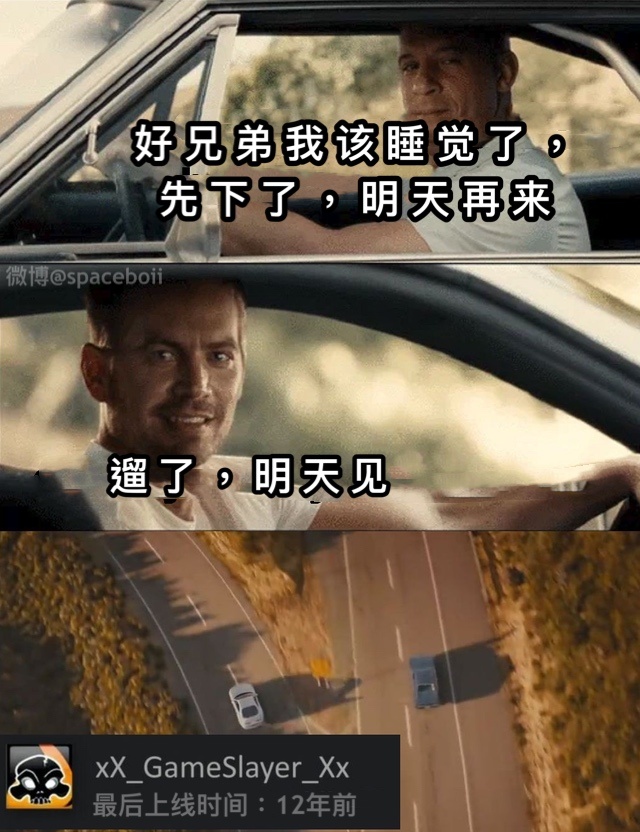 好兄弟我该睡觉了，
先下了，明天再来
微博@spaceboii
遛了，明天见
xX_GameSlayer_Xx
最后上线时间：12年前